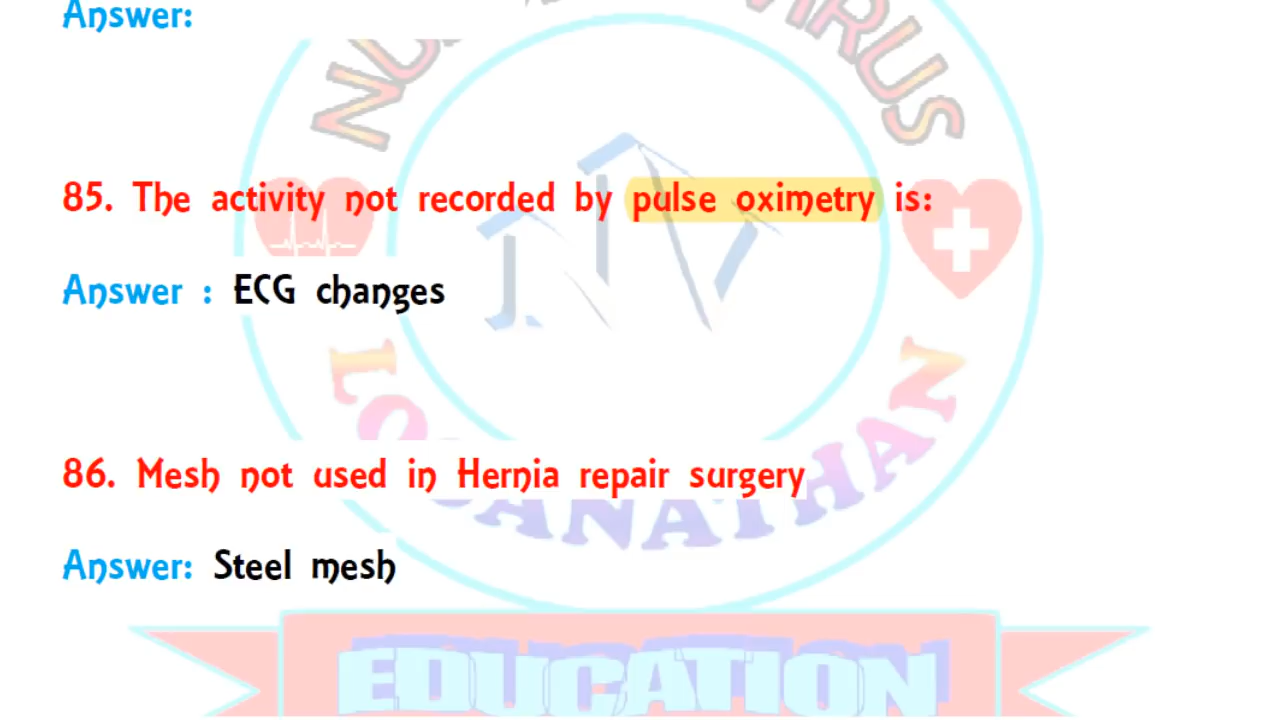 Answer:
85. The activity not recorded by pulse oximetry is:
Answer : ECG changes
86. Mesh not used in Hernia repair surgery
Answer: Steel mesh
EDUCATION